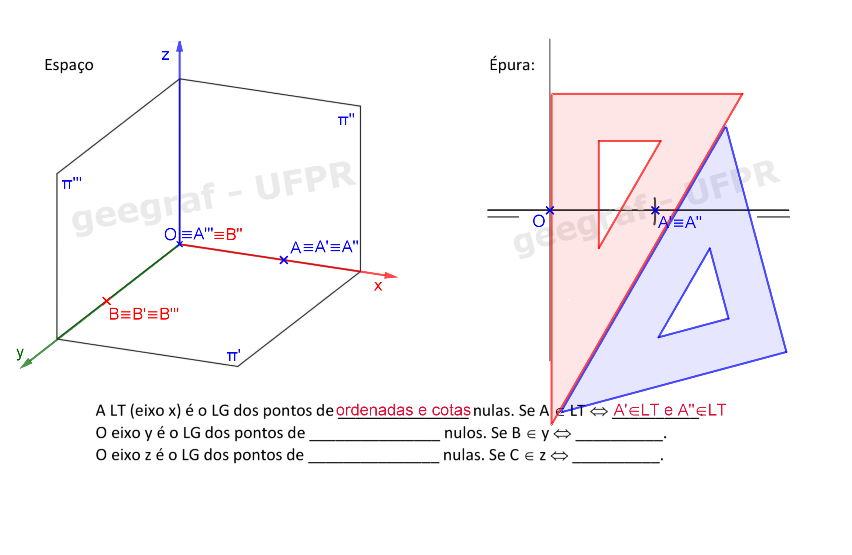 Espaço
Épura:
z
π"
π'''
geegraf - UFPR
geegraf - UFPR
O≡A'''≡B"
A≡A'≡A"
x
B≡B'≡B'''
y
π'
O
A'≡A"
A LT (eixo x) é o LG dos pontos de ordenadas e cotas nulas. Se A ∈ LT ⇔ A'∈LT e A"∈LT.
O eixo y é o LG dos pontos de _______________ nulos. Se B ∈ y ⇔ __________.
O eixo z é o LG dos pontos de _______________ nulas. Se C ∈ z ⇔ __________.